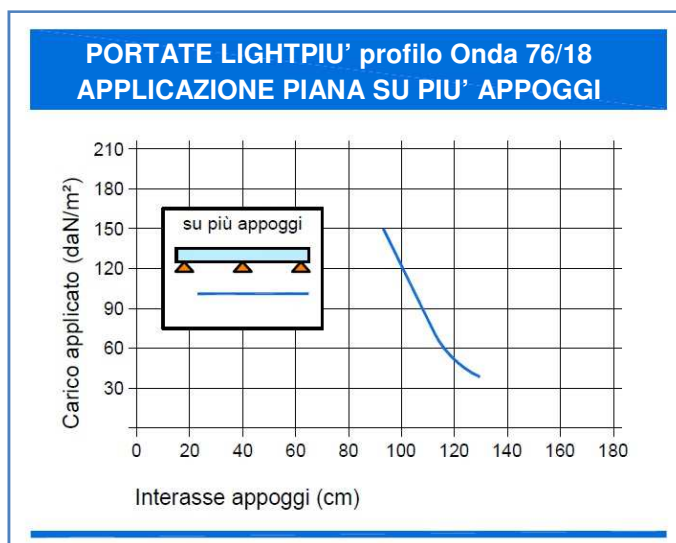 PORTATE LIGHTPIU' profilo Onda 76/18
APPLICAZIONE PIANA SU PIU' APPOGGI
Carico applicato (daN/m²)
210
180
150
120
90
60
30
su più appoggi
0 20 40 60 80 100 120 140 160 180
Interasse appoggi (cm)